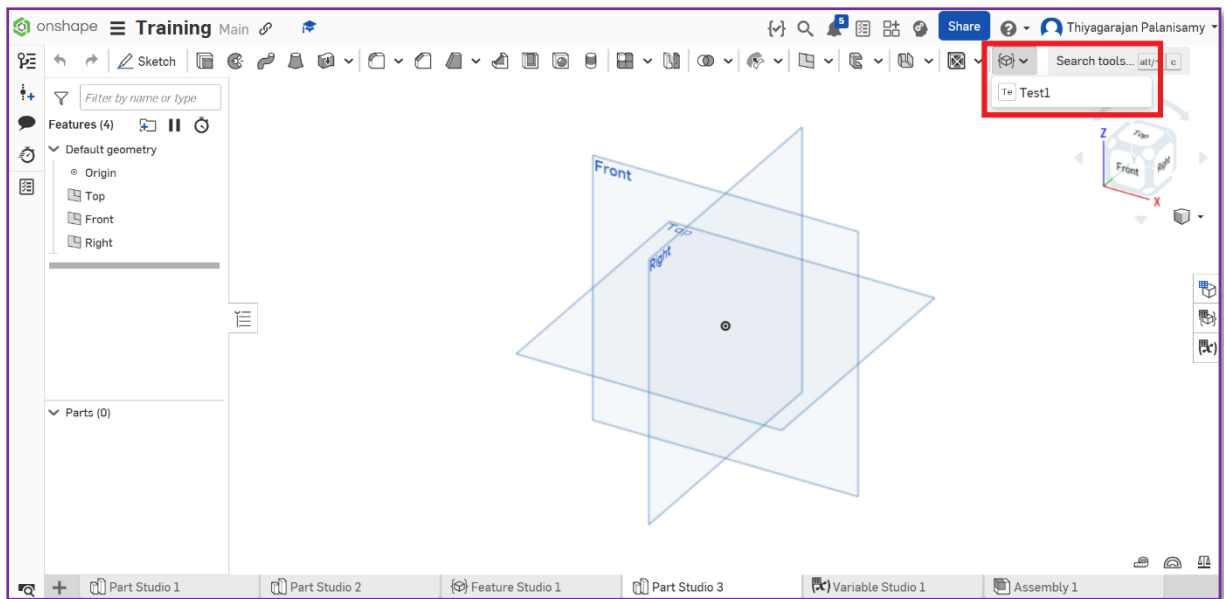 onshape Training Main 5 Share Thiyagarajan Palanisamy
Sketch Search tools... alt/⌥ c
Te Test1
Filter by name or type
Features (4)
Default geometry
Origin
Top
Front
Right
Parts (0)
Front
Top
Right
Z
Top
Y
Front
Right
X
(x)
Part Studio 1 Part Studio 2 Feature Studio 1 Part Studio 3 Variable Studio 1 Assembly 1